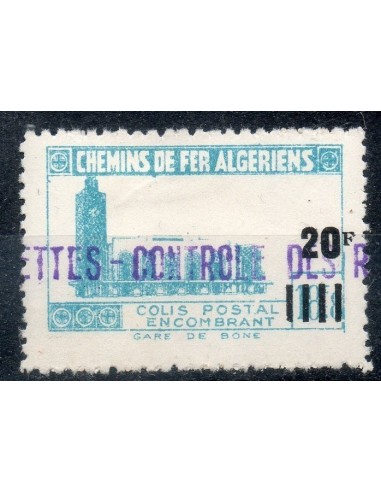 CHEMINS DE FER ALGERIENS
20F
ETTES - CONTROLE DES R
COLIS POSTAL
ENCOMBRANT
GARE DE BONE